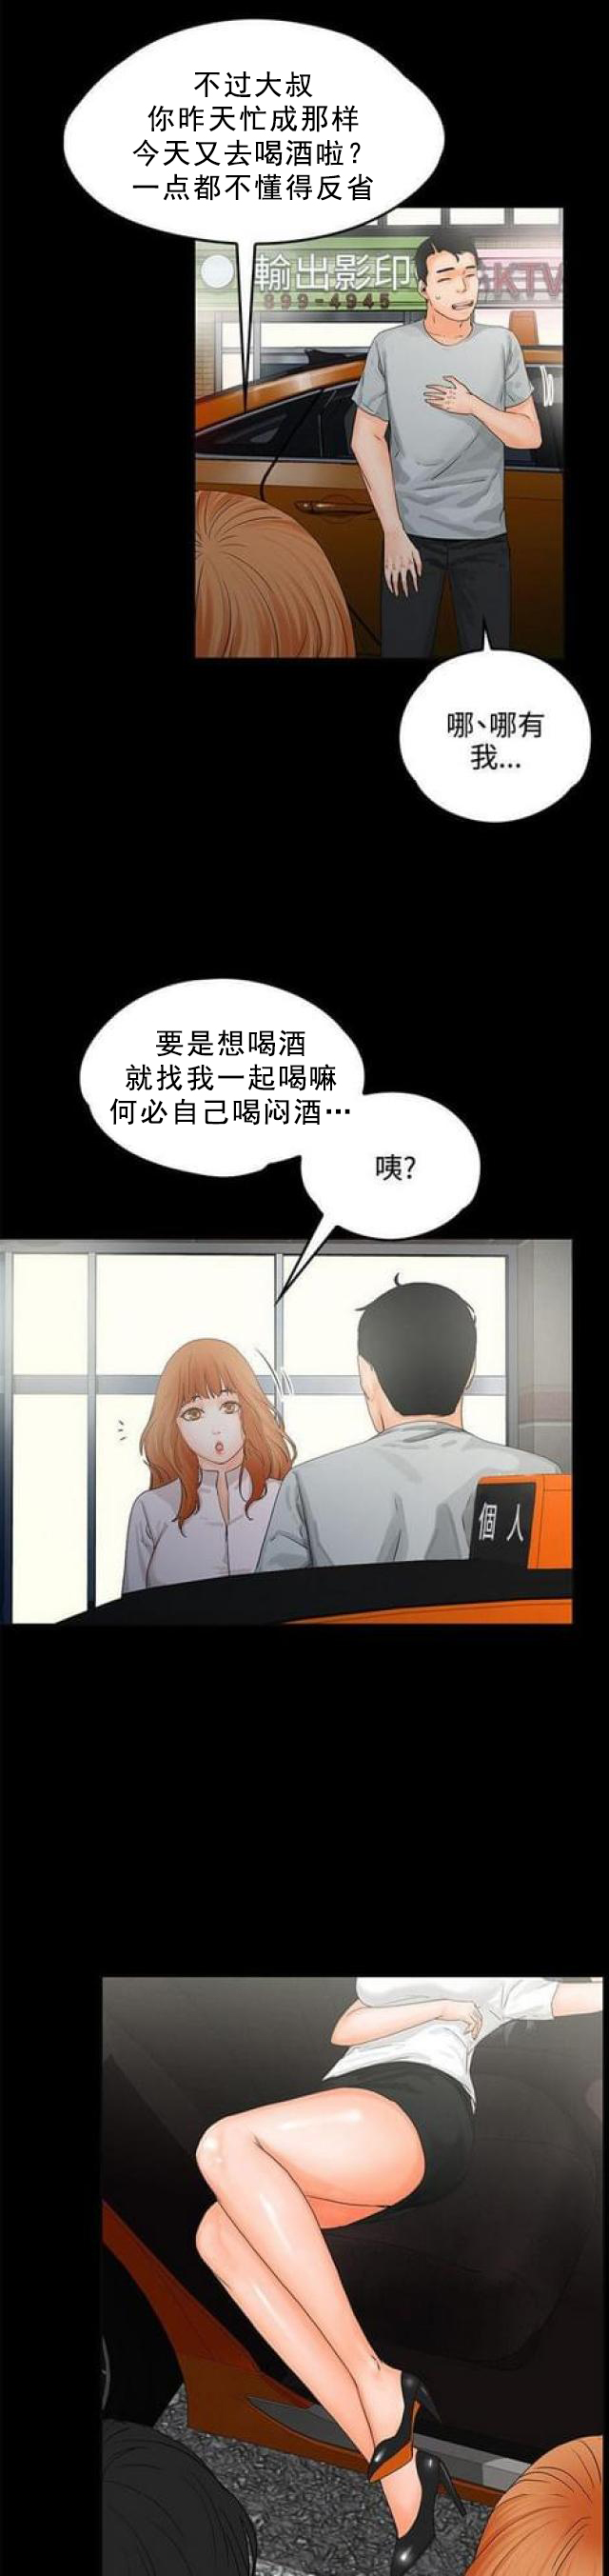 不过大叔
你昨天忙成那样
今天又去喝酒啦？
一点都不懂得反省
輸出影印
KTV
899-4945
哪、哪有
我...
要是想喝酒
就找我一起喝嘛
何必自己喝闷酒…
咦?
個人